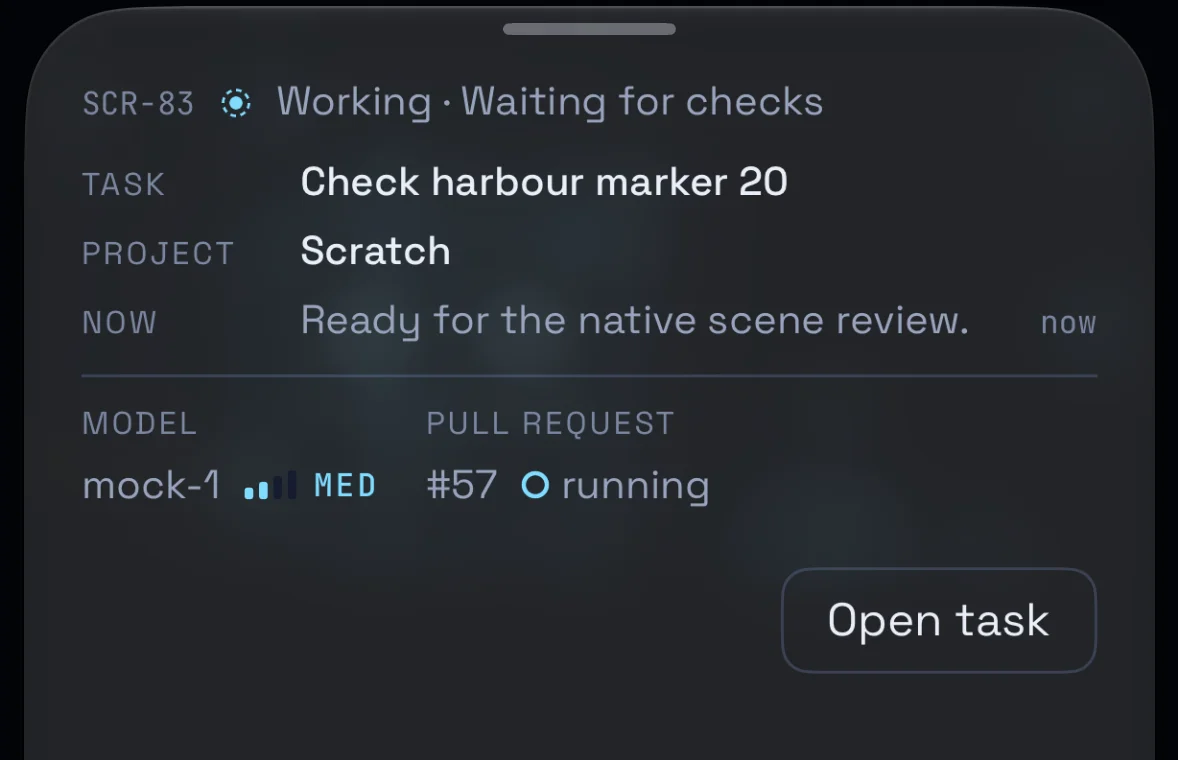 SCR-83 Working · Waiting for checks
TASK Check harbour marker 20
PROJECT Scratch
NOW Ready for the native scene review. now
MODEL PULL REQUEST
mock-1 MED #57 running
Open task